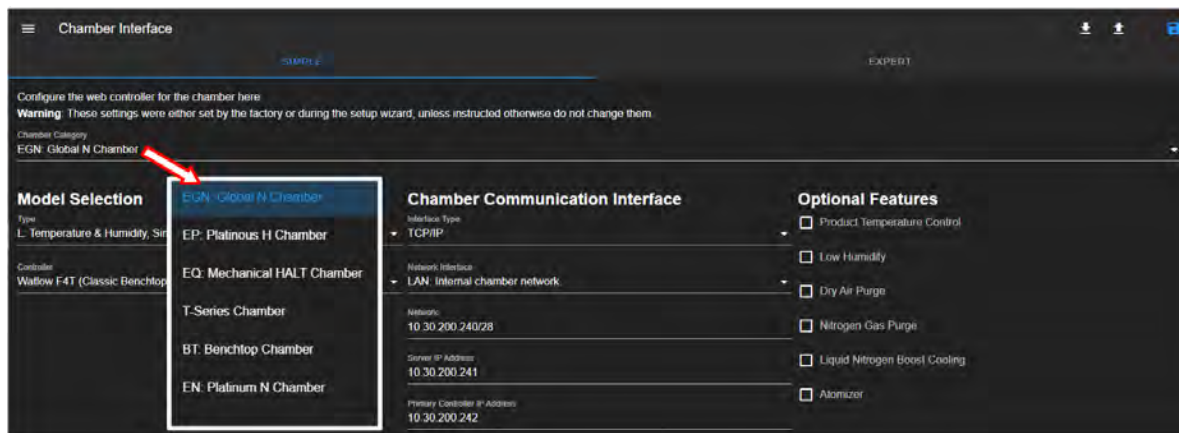 Chamber Interface
SIMPLE
EXPERT
Configure the web controller for the chamber here
Warning: These settings were either set by the factory or during the setup wizard, unless instructed otherwise do not change them.
Chamber Category
EGN: Global N Chamber
Model Selection
Type
L: Temperature & Humidity, Sin
Controller
Watlow F4T (Classic Benchtop
EGN: Global N Chamber
EP: Platinous H Chamber
EQ: Mechanical HALT Chamber
T-Series Chamber
BT: Benchtop Chamber
EN: Platinum N Chamber
Chamber Communication Interface
Interface Type
TCP/IP
Network Interface
LAN: Internal chamber network.
Network
10.30.200.240/28
Server IP Address
10.30.200.241
Primary Controller IP Address
10.30.200.242
Optional Features
Product Temperature Control
Low Humidity
Dry Air Purge
Nitrogen Gas Purge
Liquid Nitrogen Boost Cooling
Atomizer